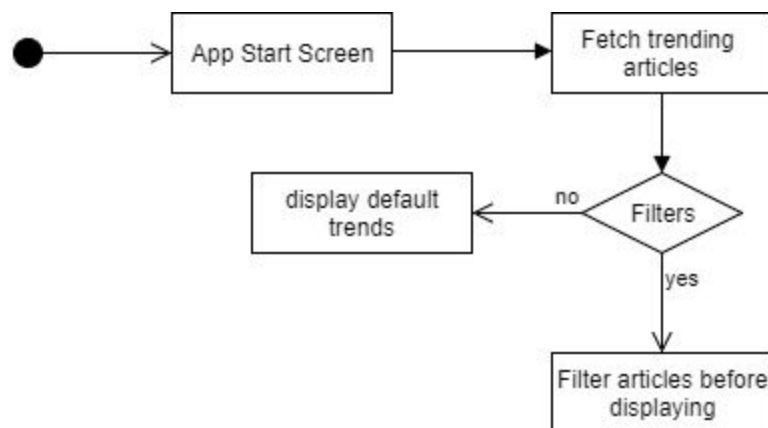 App Start Screen
Fetch trending
articles
display default
trends
no
Filters
yes
Filter articles before
displaying